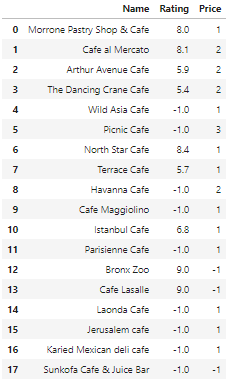 Name Rating Price
0 Morrone Pastry Shop & Cafe 8.0 1
1 Cafe al Mercato 8.1 2
2 Arthur Avenue Cafe 5.9 2
3 The Dancing Crane Cafe 5.4 2
4 Wild Asia Cafe -1.0 1
5 Picnic Cafe -1.0 3
6 North Star Cafe 8.4 1
7 Terrace Cafe 5.7 1
8 Havanna Cafe -1.0 2
9 Cafe Maggiolino -1.0 1
10 Istanbul Cafe 6.8 1
11 Parisienne Cafe -1.0 1
12 Bronx Zoo 9.0 -1
13 Cafe Lasalle 9.0 -1
14 Laonda Cafe -1.0 1
15 Jerusalem cafe -1.0 1
16 Karied Mexican deli cafe -1.0 1
17 Sunkofa Cafe & Juice Bar -1.0 -1